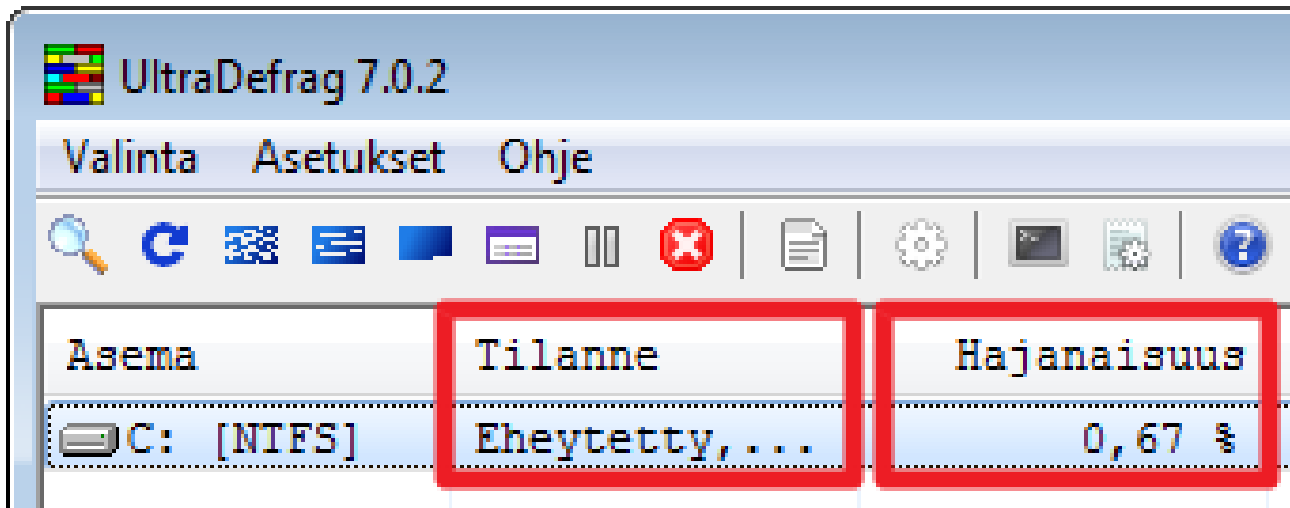 UltraDefrag 7.0.2
Valinta Asetukset Ohje
Asema Tilanne Hajanaisuus
C: [NTFS] Eheytetty,... 0,67 %